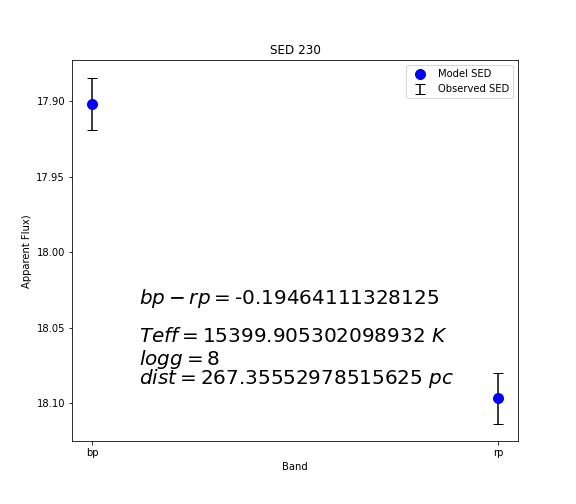 SED 230
Model SED
Observed SED
17.90
17.95
18.00
18.05
18.10
Apparent Flux)
bp − rp = -0.19464111328125
Teff = 15399.905302098932 K
logg = 8
dist = 267.35552978515625 pc
bp
rp
Band